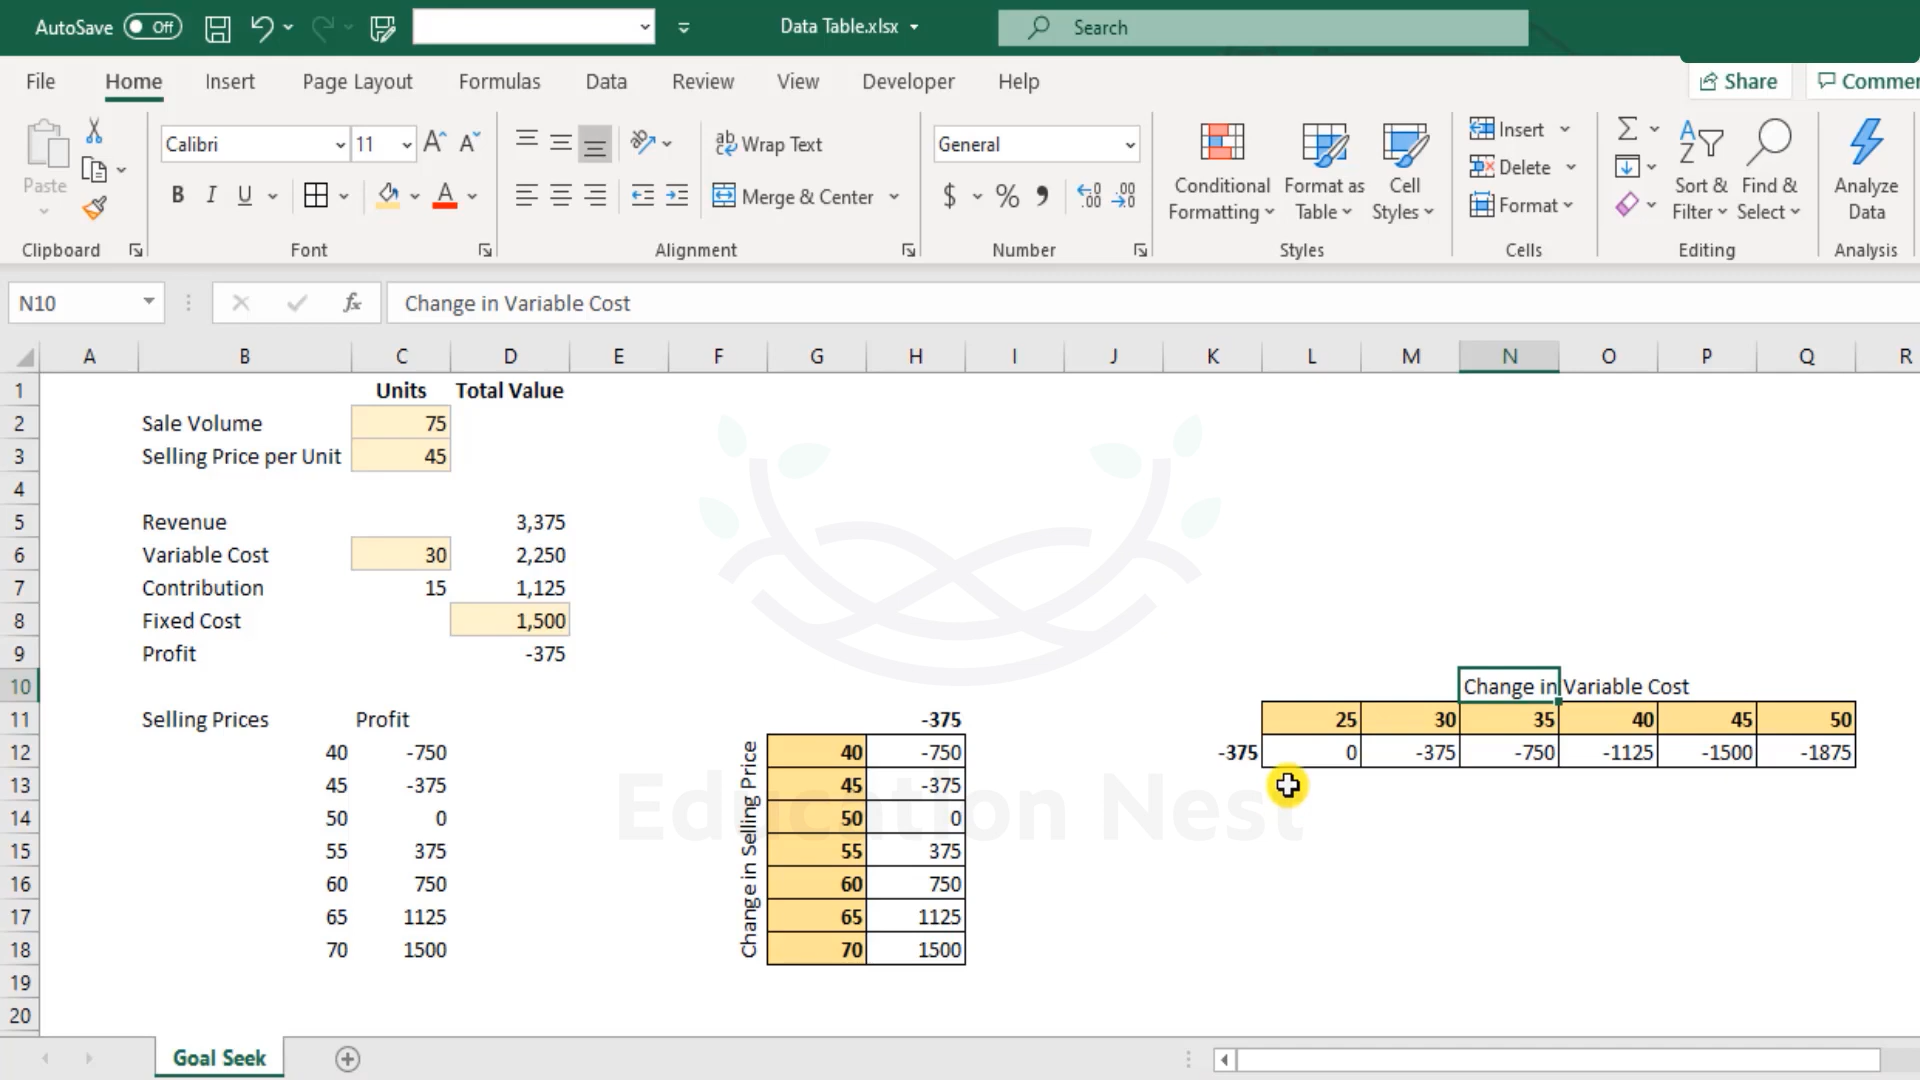 AutoSave Off Data Table.xlsx Search
File Home Insert Page Layout Formulas Data Review View Developer Help Share Commer
Paste Calibri 11 Wrap Text General Insert
Merge & Center Conditional Formatting Format as Table Cell Styles Delete Sort & Filter Find & Select Analyze Data
Format
Clipboard Font Alignment Number Styles Cells Editing Analysis
N10 fx Change in Variable Cost
A B C D E F G H I J K L M N O P Q R
1 Units Total Value
2 Sale Volume 75
3 Selling Price per Unit 45
4
5 Revenue 3,375
6 Variable Cost 30 2,250
7 Contribution 15 1,125
8 Fixed Cost 1,500
9 Profit -375
10 Change in Variable Cost
11 Selling Prices Profit -375 25 30 35 40 45 50
12 40 -750 40 -750 -375 0 -375 -750 -1125 -1500 -1875
13 45 -375 45 -375
14 50 0 50 0
15 55 375 55 375
16 60 750 60 750
17 65 1125 65 1125
18 70 1500 70 1500
19
20
Change in Selling Price
Education Nest
Goal Seek